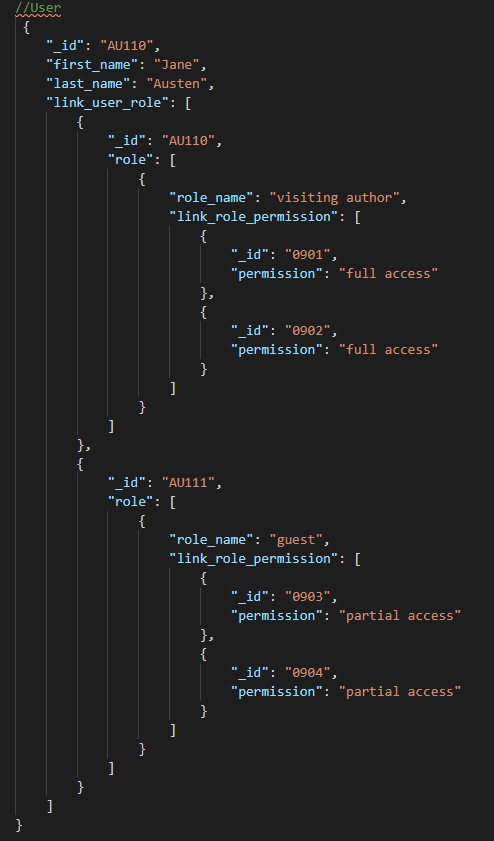 //User
{
"_id": "AU110",
"first_name": "Jane",
"last_name": "Austen",
"link_user_role": [
{
"_id": "AU110",
"role": [
{
"role_name": "visiting author",
"link_role_permission": [
{
"_id": "0901",
"permission": "full access"
},
{
"_id": "0902",
"permission": "full access"
}
]
}
]
},
{
"_id": "AU111",
"role": [
{
"role_name": "guest",
"link_role_permission": [
{
"_id": "0903",
"permission": "partial access"
},
{
"_id": "0904",
"permission": "partial access"
}
]
}
]
}
]
}